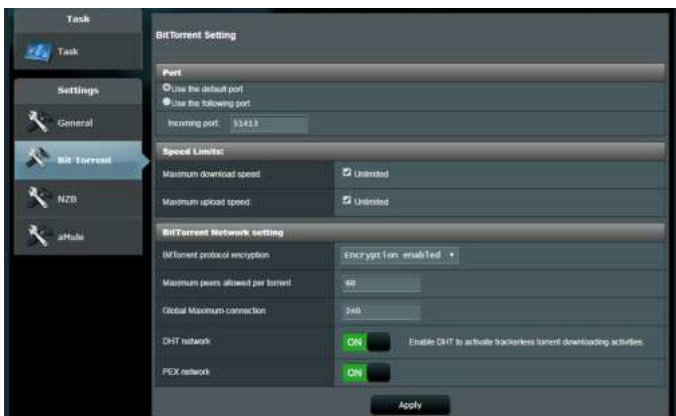 Task
Task
Settings
General
Bit Torrent
NZB
aMule
BitTorrent Setting
Port
Use the default port
Use the following port
Incoming port: 51413
Speed Limits:
Maximum download speed Unlimited
Maximum upload speed Unlimited
BitTorrent Network setting
BitTorrent protocol encryption Encryption enabled
Maximum peers allowed per torrent 60
Global Maximum connection 240
DHT network ON Enable DHT to activate trackerless torrent downloading activities.
PEX network ON
Apply